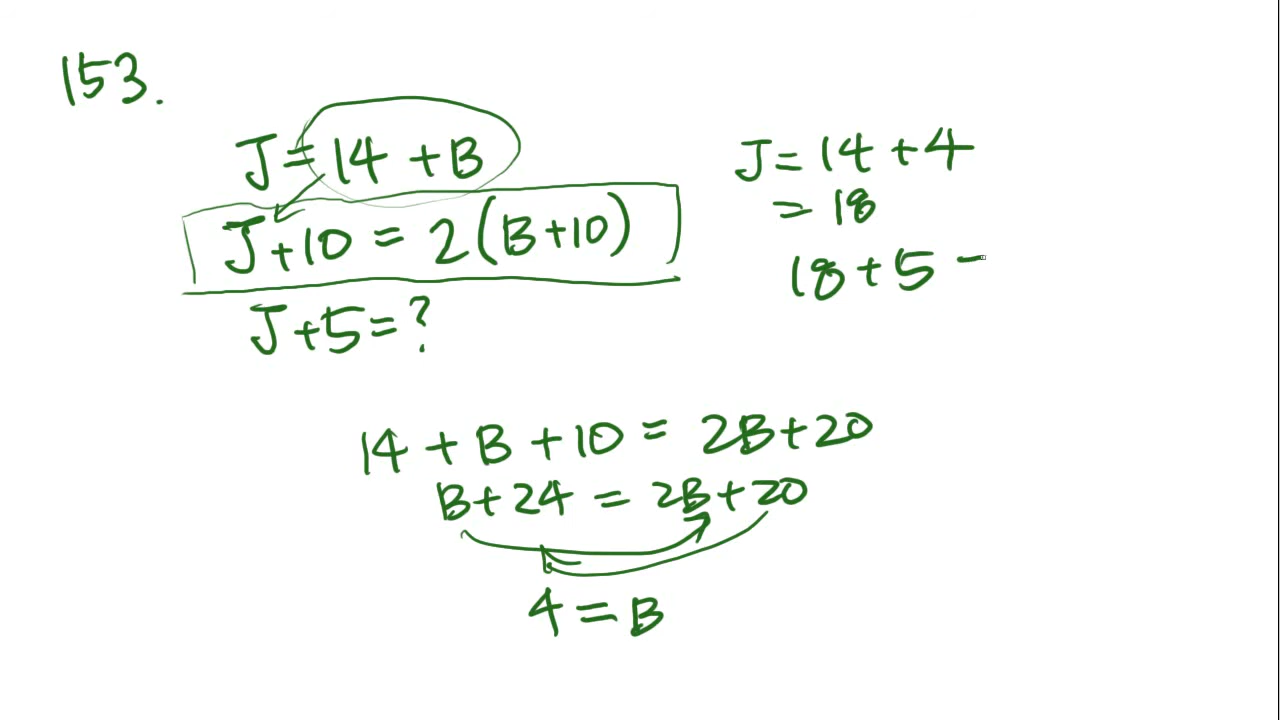 153.
J = 14 + B
J + 10 = 2(B + 10)
J + 5 = ?
14 + B + 10 = 2B + 20
B + 24 = 2B + 20
4 = B
J = 14 + 4
= 18
18 + 5 -